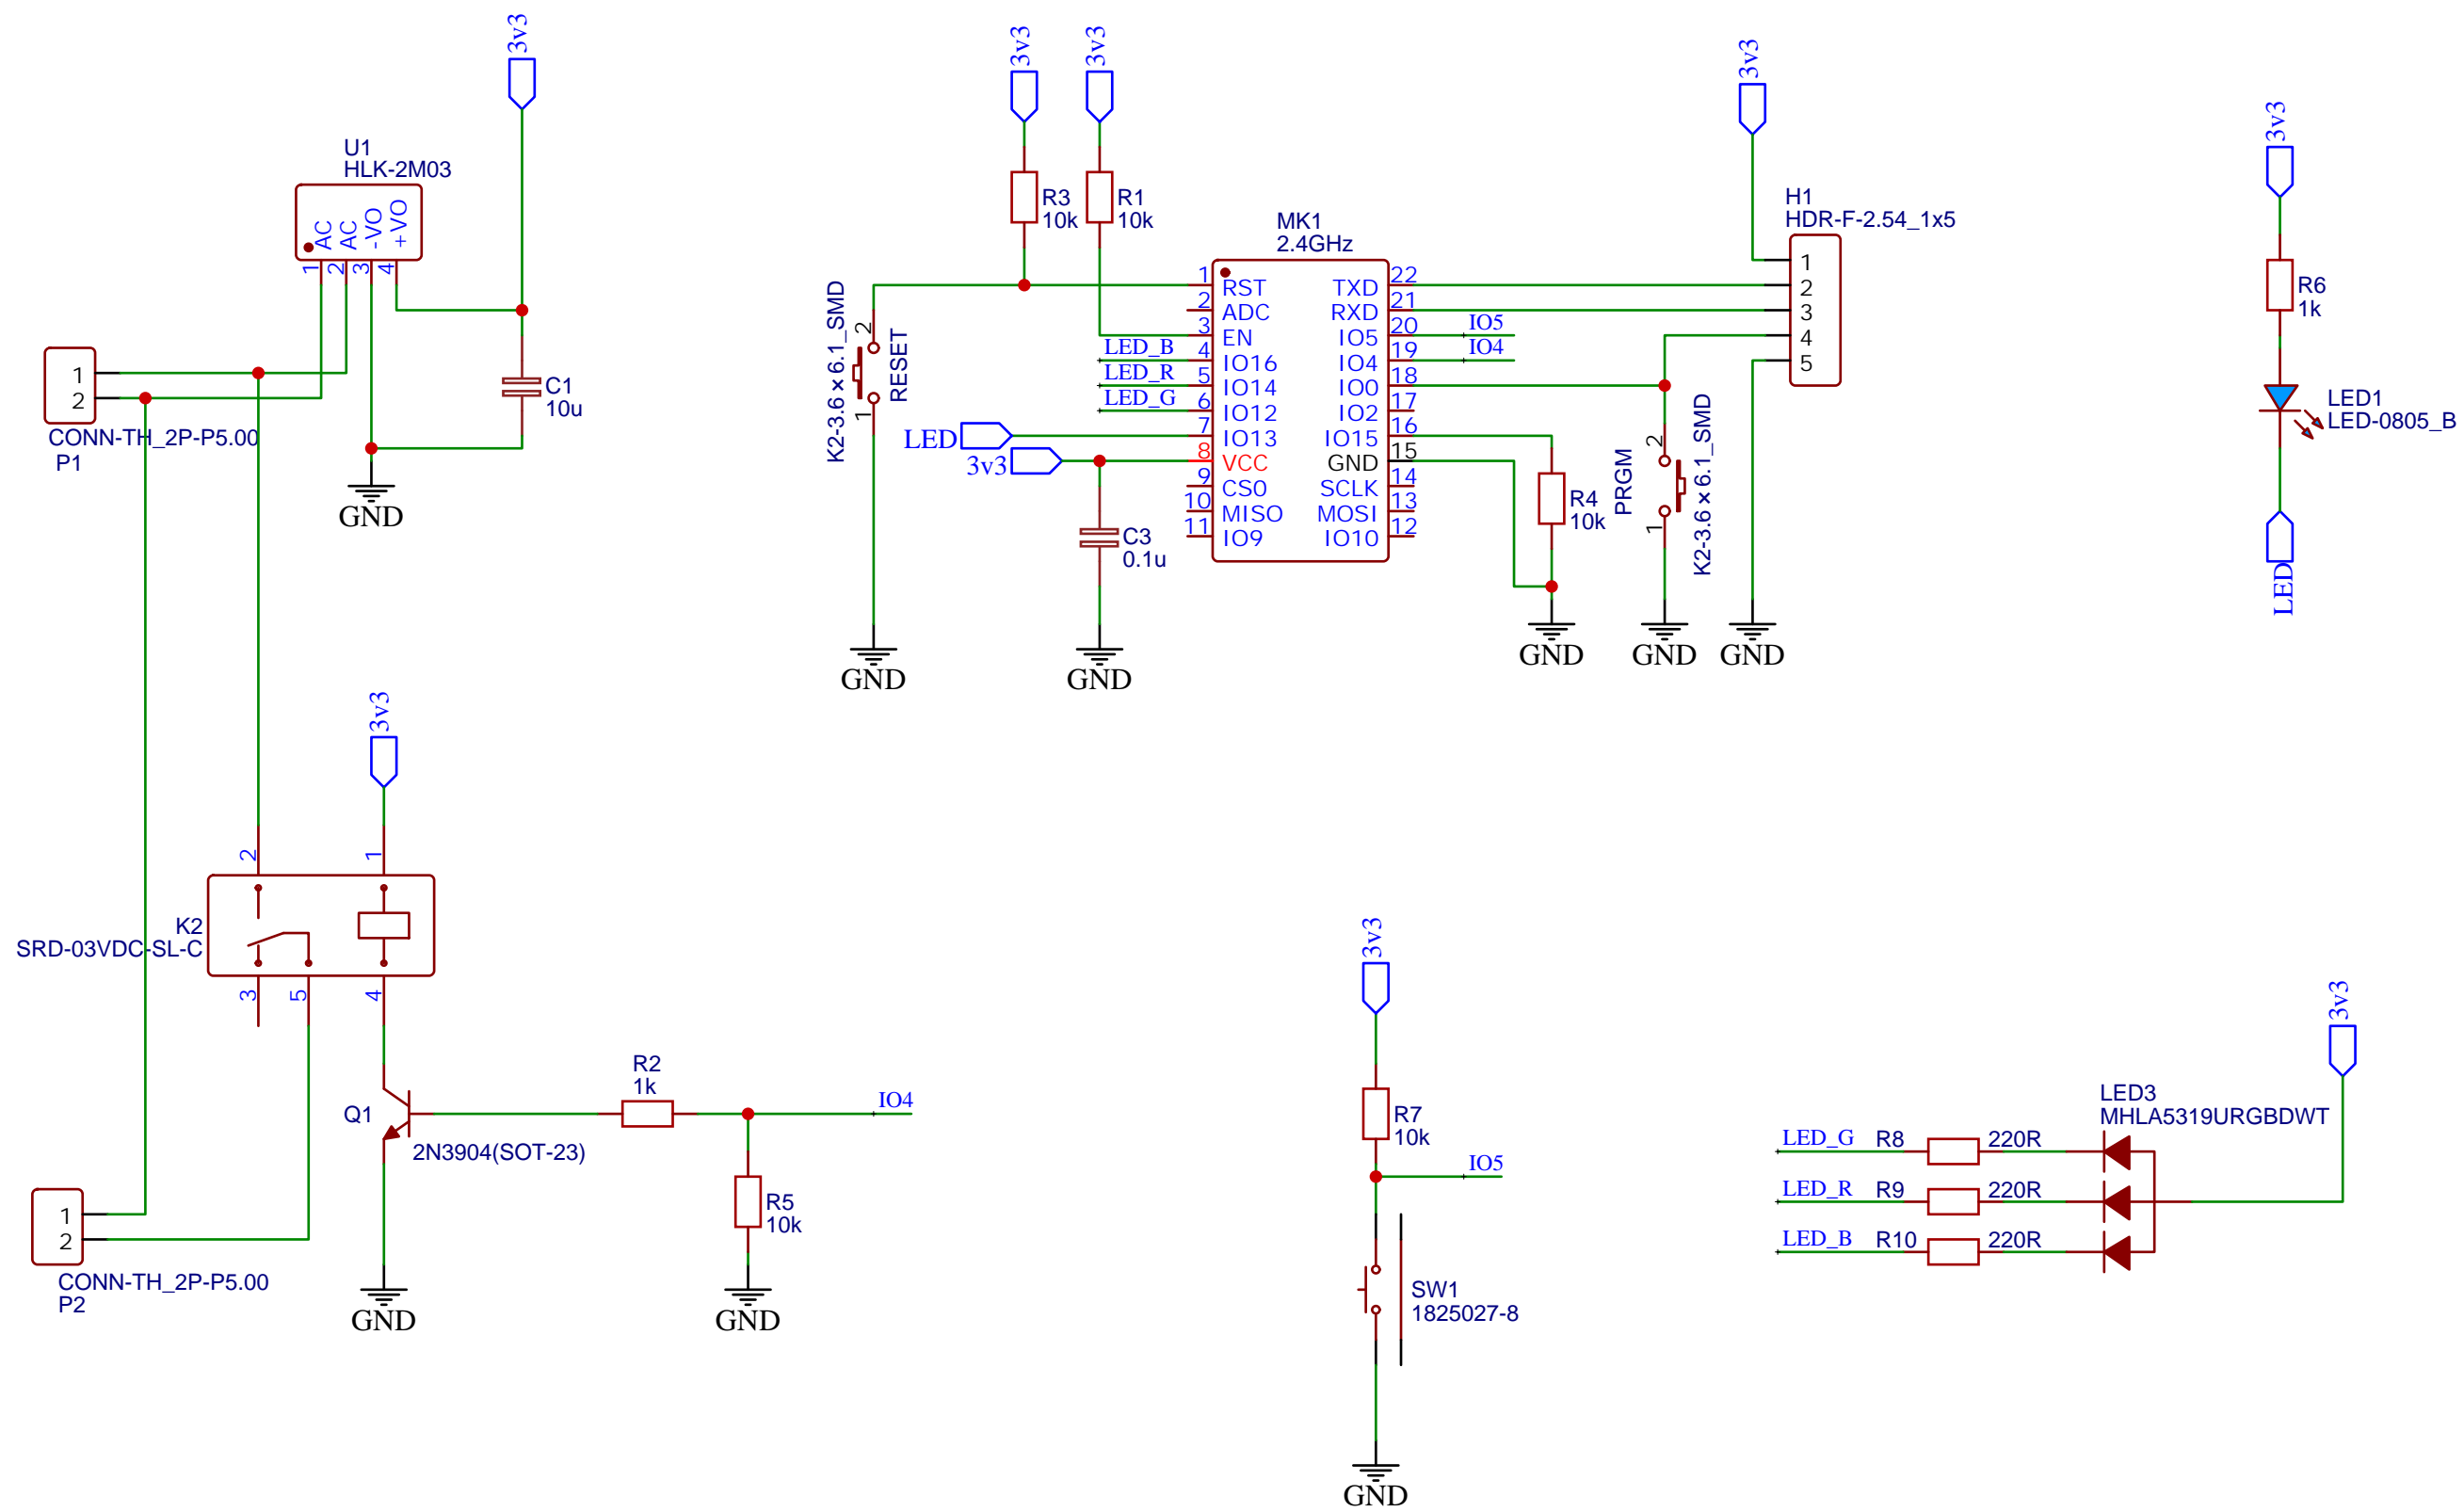 3v3
U1
HLK-2M03
AC
AC
-VO
+VO
1
2
3
4
1
2
CONN-TH_2P-P5.00
P1
C1
10u
GND
3v3
3v3
R3
10k
R1
10k
K2-3.6×6.1_SMD
RESET
2
1
GND
LED_B
LED_R
LED_G
LED
3v3
C3
0.1u
GND
MK1
2.4GHz
1 RST TXD 22
2 ADC RXD 21
3 EN IO5 20
4 IO16 IO4 19
5 IO14 IO0 18
6 IO12 IO2 17
7 IO13 IO15 16
8 VCC GND 15
9 CS0 SCLK 14
10 MISO MOSI 13
11 IO9 IO10 12
IO5
IO4
R4
10k
GND
PRGM
2
1
K2-3.6×6.1_SMD
GND
3v3
H1
HDR-F-2.54_1x5
1
2
3
4
5
GND
3v3
R6
1k
LED1
LED-0805_B
LED
3v3
2
1
K2
SRD-03VDC-SL-C
3
5
4
Q1
2N3904(SOT-23)
R2
1k
IO4
R5
10k
GND
GND
1
2
CONN-TH_2P-P5.00
P2
3v3
R7
10k
IO5
SW1
1825027-8
GND
3v3
LED3
MHLA5319URGBDWT
LED_G R8 220R
LED_R R9 220R
LED_B R10 220R